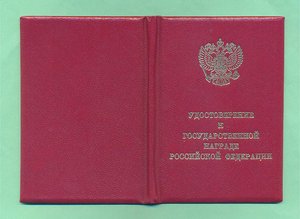 УДОСТОВЕРЕНИЕ
К
ГОСУДАРСТВЕННОЙ
НАГРАДЕ
РОССИЙСКОЙ ФЕДЕРАЦИИ